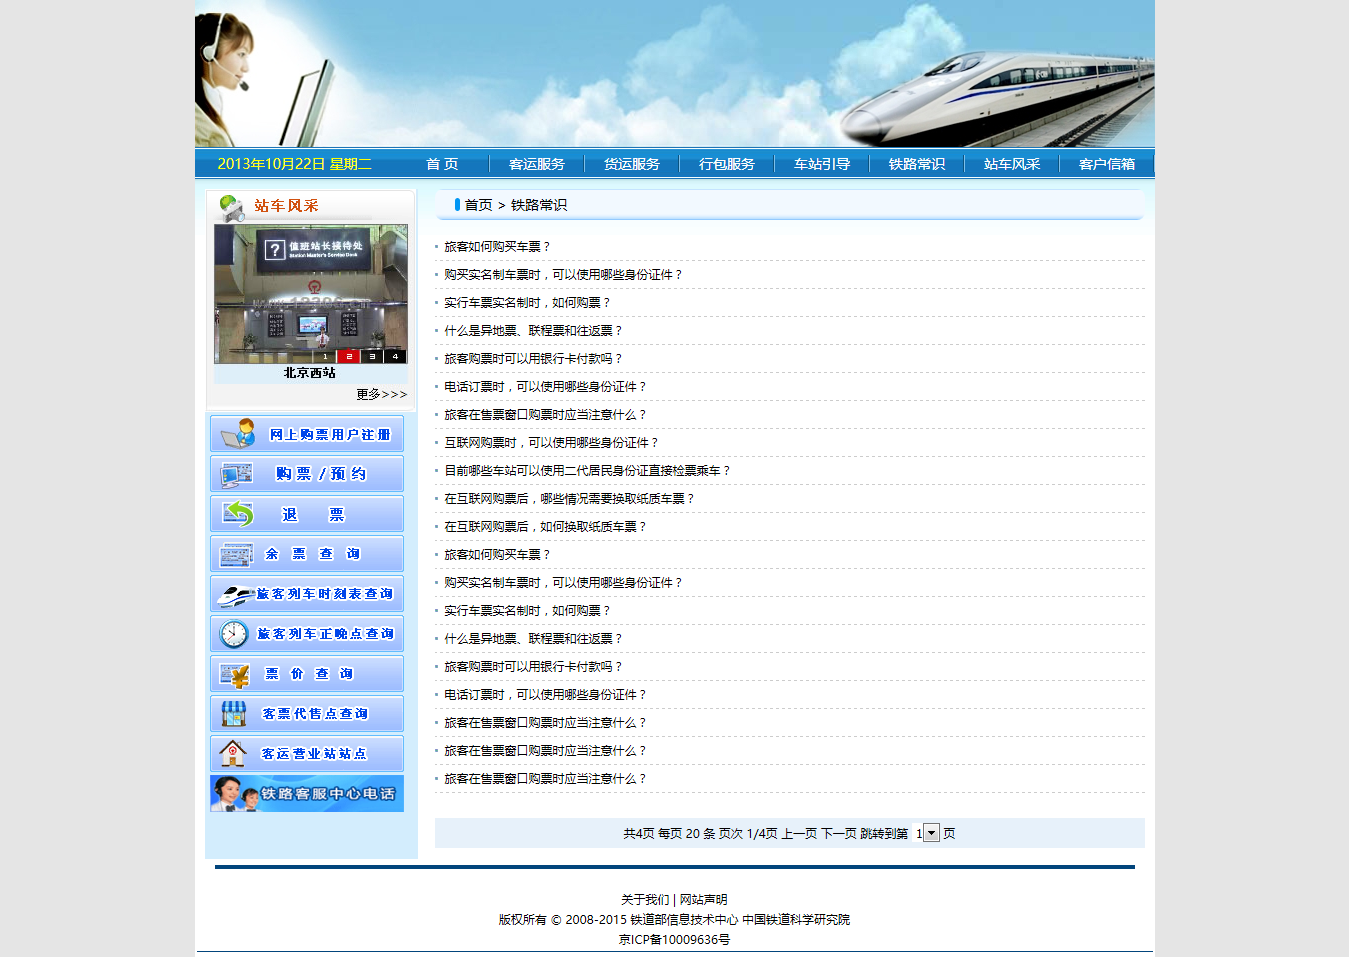 2013年10月22日 星期二 首 页 客运服务 货运服务 行包服务 车站引导 铁路常识 站车风采 客户信箱
站车风采
值班站长接待处
Station Master's Service Desk
1 2 3 4
北京西站
更多>>>
网上购票用户注册
购 票 / 预 约
退 票
余 票 查 询
旅客列车时刻表查询
旅客列车正晚点查询
票 价 查 询
客票代售点查询
客运营业站站点
铁路客服中心电话
首页 > 铁路常识
旅客如何购买车票？
购买实名制车票时，可以使用哪些身份证件？
实行车票实名制时，如何购票？
什么是异地票、联程票和往返票？
旅客购票时可以用银行卡付款吗？
电话订票时，可以使用哪些身份证件？
旅客在售票窗口购票时应当注意什么？
互联网购票时，可以使用哪些身份证件？
目前哪些车站可以使用二代居民身份证直接检票乘车？
在互联网购票后，哪些情况需要换取纸质车票？
在互联网购票后，如何换取纸质车票？
旅客如何购买车票？
购买实名制车票时，可以使用哪些身份证件？
实行车票实名制时，如何购票？
什么是异地票、联程票和往返票？
旅客购票时可以用银行卡付款吗？
电话订票时，可以使用哪些身份证件？
旅客在售票窗口购票时应当注意什么？
旅客在售票窗口购票时应当注意什么？
旅客在售票窗口购票时应当注意什么？
共4页 每页 20 条 页次 1/4页 上一页 下一页 跳转到第 1 页
关于我们 | 网站声明
版权所有 © 2008-2015 铁道部信息技术中心 中国铁道科学研究院
京ICP备10009636号